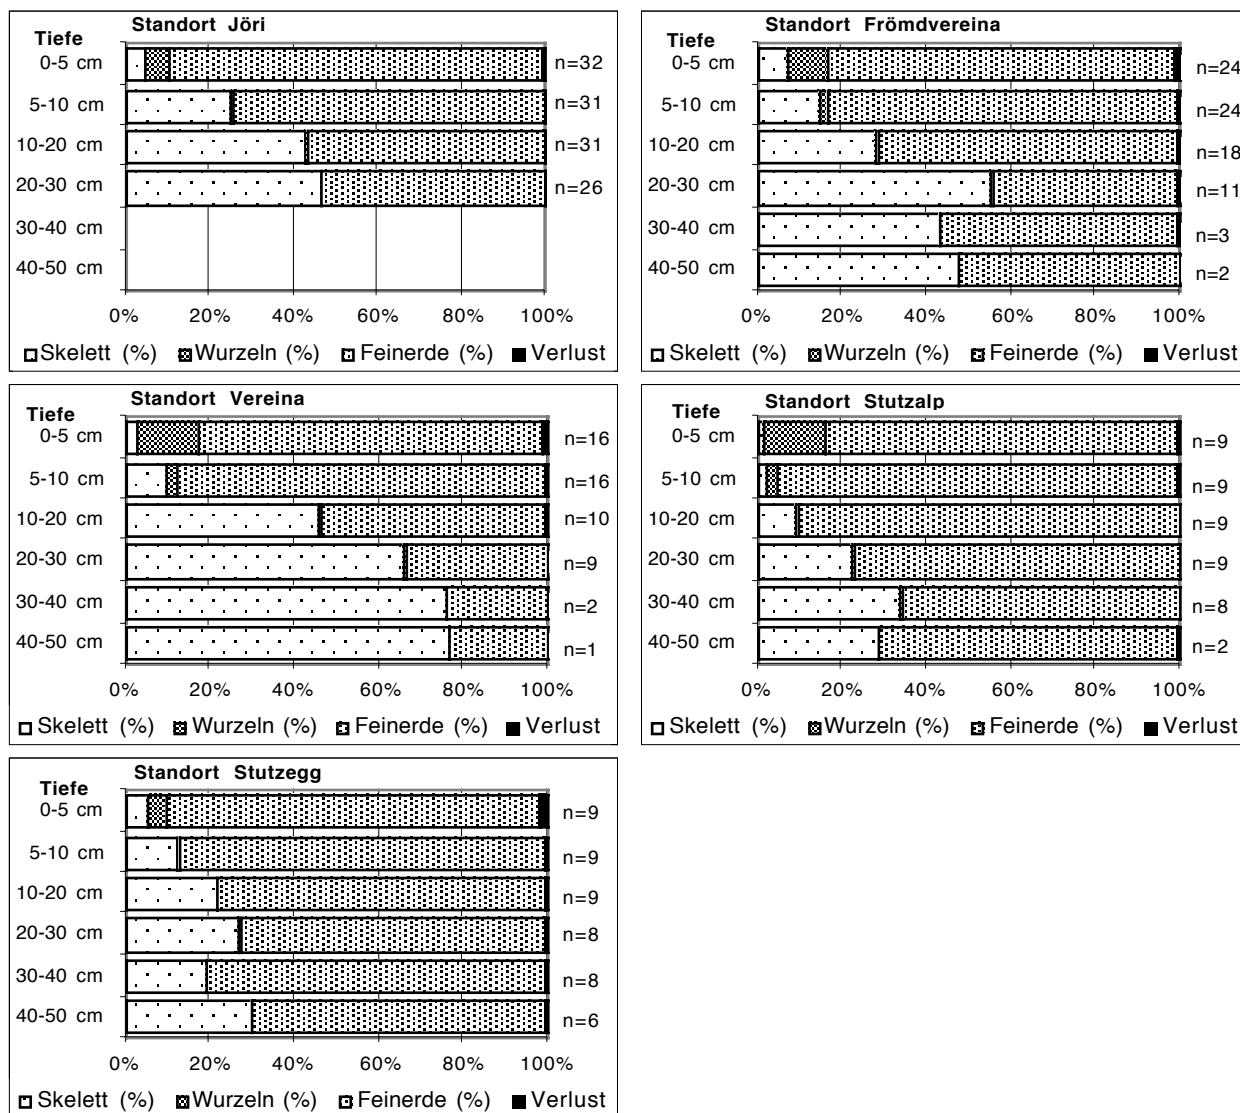 Standort Jöri
Tiefe
0-5 cm n=32
5-10 cm n=31
10-20 cm n=31
20-30 cm n=26
30-40 cm
40-50 cm
0% 20% 40% 60% 80% 100%
Skelett (%) Wurzeln (%) Feinerde (%) Verlust
Standort Frömdvereina
Tiefe
0-5 cm n=24
5-10 cm n=24
10-20 cm n=18
20-30 cm n=11
30-40 cm n=3
40-50 cm n=2
0% 20% 40% 60% 80% 100%
Skelett (%) Wurzeln (%) Feinerde (%) Verlust
Standort Vereina
Tiefe
0-5 cm n=16
5-10 cm n=16
10-20 cm n=10
20-30 cm n=9
30-40 cm n=2
40-50 cm n=1
0% 20% 40% 60% 80% 100%
Skelett (%) Wurzeln (%) Feinerde (%) Verlust
Standort Stutzalp
Tiefe
0-5 cm n=9
5-10 cm n=9
10-20 cm n=9
20-30 cm n=9
30-40 cm n=8
40-50 cm n=2
0% 20% 40% 60% 80% 100%
Skelett (%) Wurzeln (%) Feinerde (%) Verlust
Standort Stutzegg
Tiefe
0-5 cm n=9
5-10 cm n=9
10-20 cm n=9
20-30 cm n=8
30-40 cm n=8
40-50 cm n=6
0% 20% 40% 60% 80% 100%
Skelett (%) Wurzeln (%) Feinerde (%) Verlust